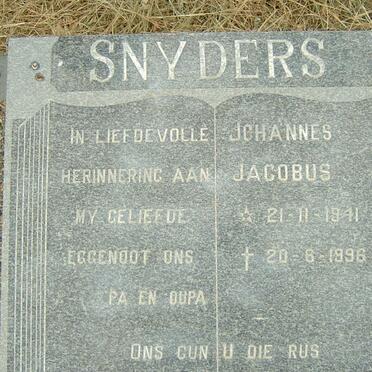 SNYDERS
IN LIEFDEVOLLE
HERINNERING AAN
MY GELIEFDE
EGGENOOT ONS
PA EN OUPA
JOHANNES
JACOBUS
☆ 21-11-1941
† 20-6-1996
ONS GUN U DIE RUS